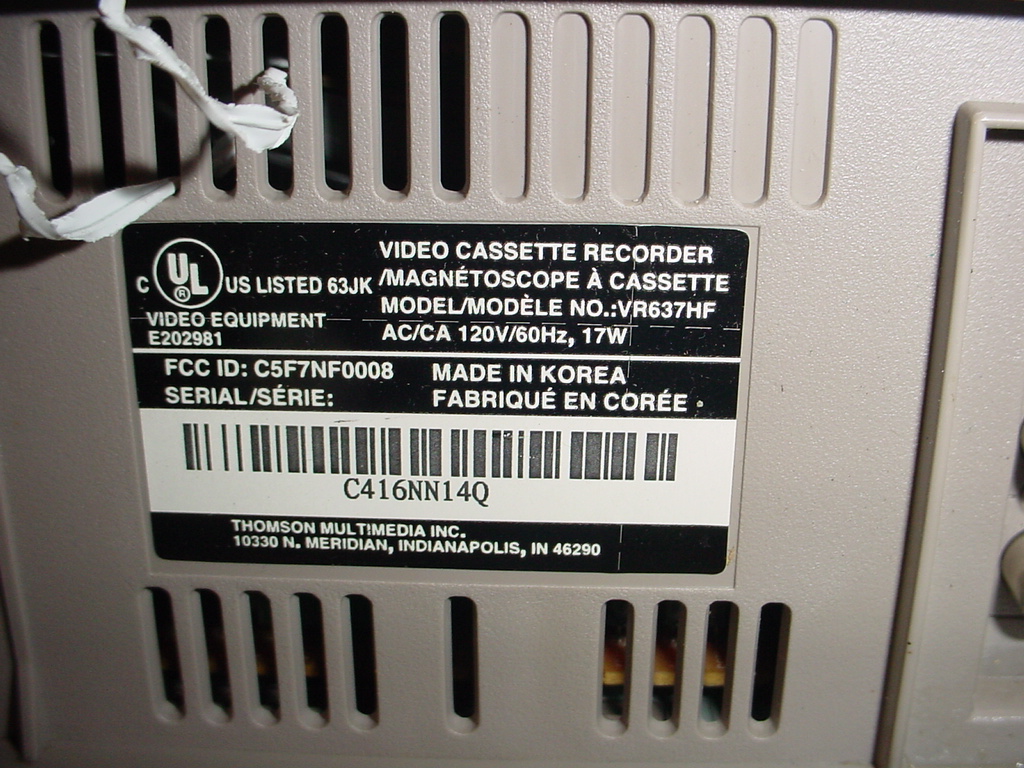 C UL ® US LISTED 63JK
VIDEO EQUIPMENT
E202981
VIDEO CASSETTE RECORDER
/MAGNÉTOSCOPE À CASSETTE
MODEL/MODÈLE NO.:VR637HF
AC/CA 120V/60Hz, 17W
FCC ID: C5F7NF0008
SERIAL/SÉRIE:
MADE IN KOREA
FABRIQUÉ EN CORÉE
C416NN14Q
THOMSON MULTIMEDIA INC.
10330 N. MERIDIAN, INDIANAPOLIS, IN 46290